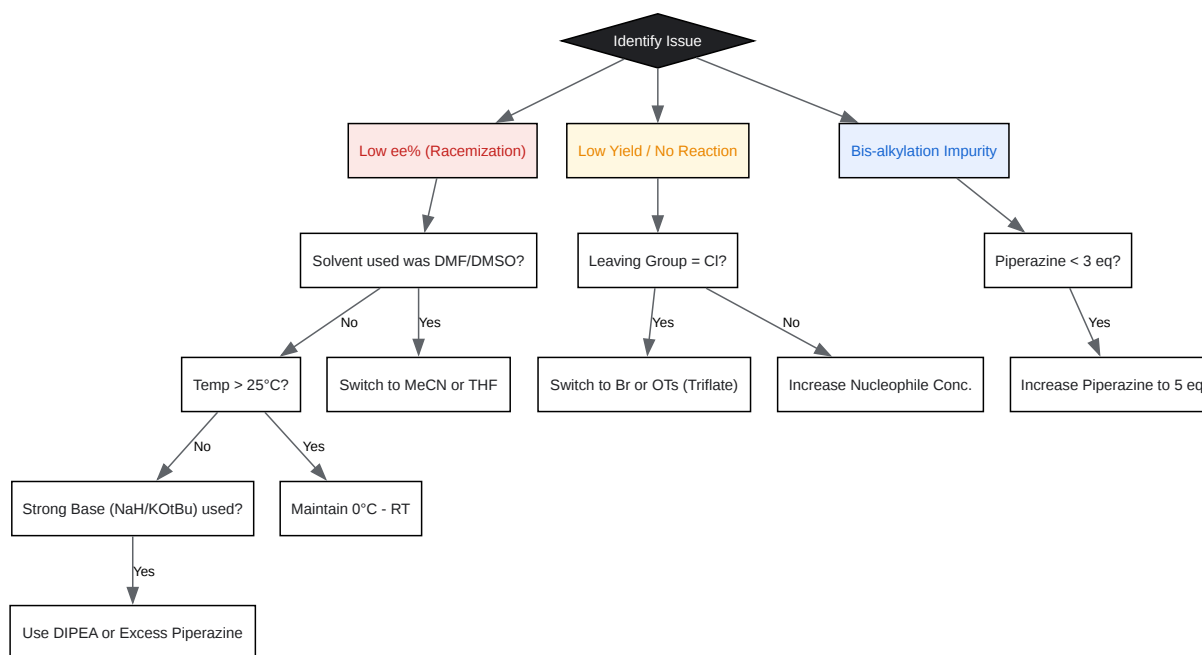 Identify Issue
Low ee% (Racemization)
Low Yield / No Reaction
Bis-alkylation Impurity
Solvent used was DMF/DMSO?
Leaving Group = Cl?
Piperazine < 3 eq?
No
Yes
Yes
No
Yes
Temp > 25°C?
Switch to MeCN or THF
Switch to Br or OTs (Triflate)
Increase Nucleophile Conc.
Increase Piperazine to 5 eq
No
Yes
Strong Base (NaH/KOtBu) used?
Maintain 0°C - RT
Yes
Use DIPEA or Excess Piperazine